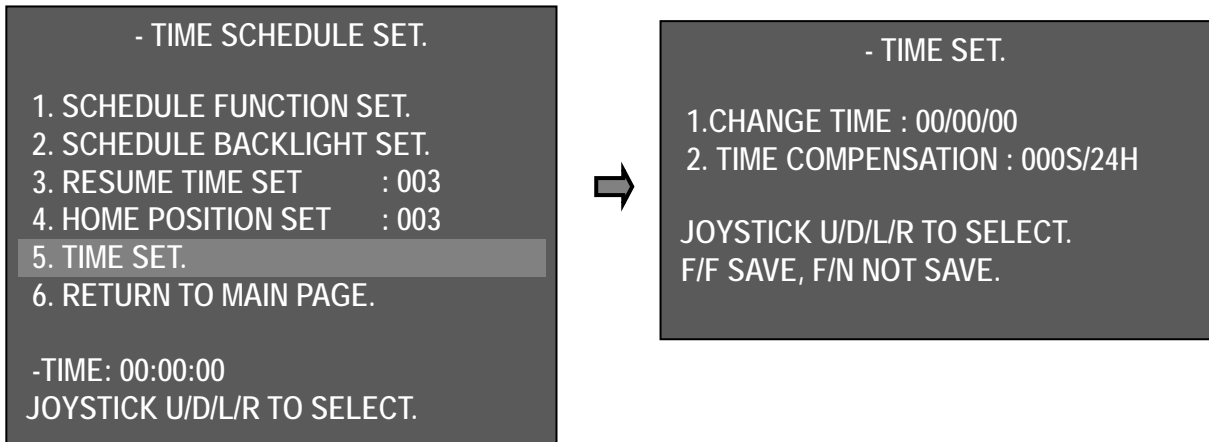 - TIME SCHEDULE SET.
1. SCHEDULE FUNCTION SET.
2. SCHEDULE BACKLIGHT SET.
3. RESUME TIME SET : 003
4. HOME POSITION SET : 003
5. TIME SET.
6. RETURN TO MAIN PAGE.
-TIME: 00:00:00
JOYSTICK U/D/L/R TO SELECT.
- TIME SET.
1.CHANGE TIME : 00/00/00
2. TIME COMPENSATION : 000S/24H
JOYSTICK U/D/L/R TO SELECT.
F/F SAVE, F/N NOT SAVE.